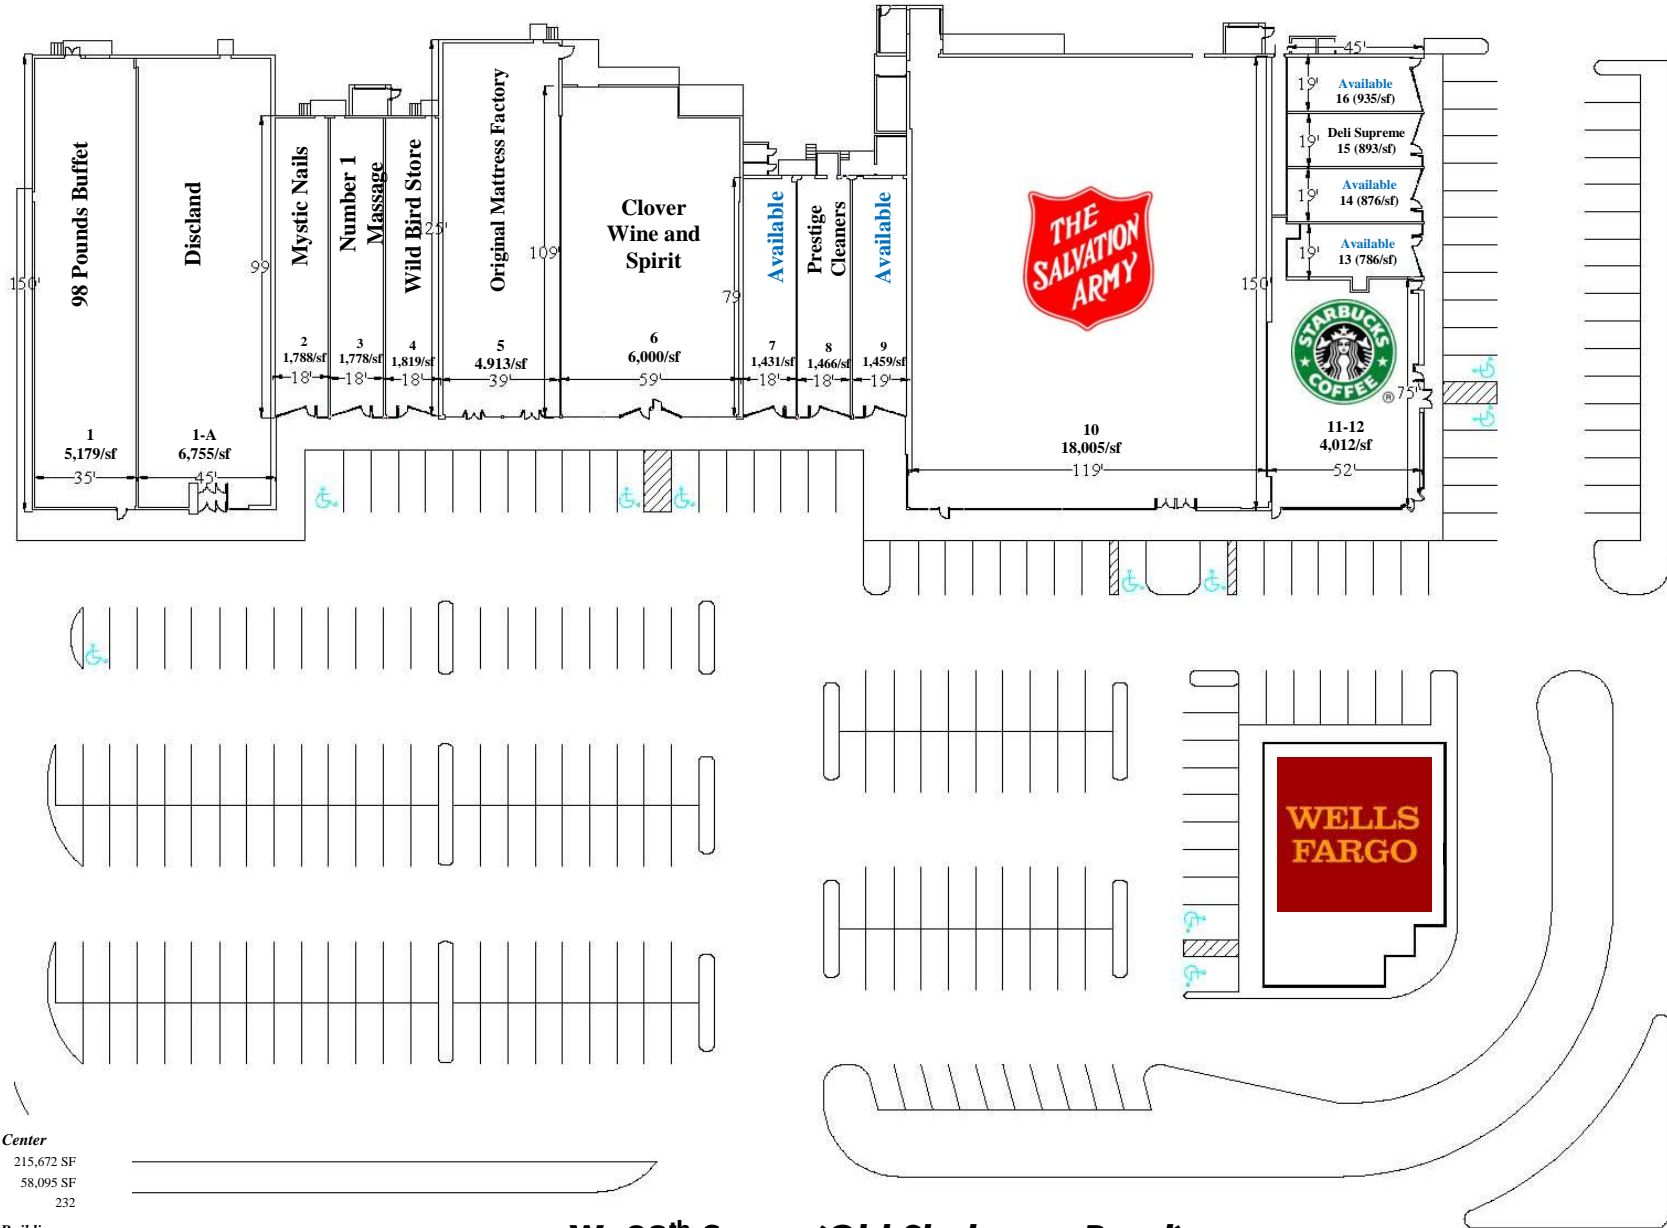 98 Pounds Buffet
1
5,179/sf
35'
150'
Discland
1-A
6,755/sf
45'
99
Mystic Nails
2
1,788/sf
18'
Number 1
Massage
3
1,778/sf
18'
Wild Bird Store
4
1,819/sf
18'
125'
Original Mattress Factory
5
4.913/sf
39'
109'
Clover
Wine and
Spirit
6
6,000/sf
59'
79
Available
7
1,431/sf
18'
Prestige
Cleaners
8
1,466/sf
18'
Available
9
1,459/sf
19'
THE
SALVATION
ARMY
10
18,005/sf
119'
150'
45'
19'
Available
16 (935/sf)
19'
Deli Supreme
15 (893/sf)
19'
Available
14 (876/sf)
19'
Available
13 (786/sf)
STARBUCKS
COFFEE
®
75'
11-12
4,012/sf
52'
WELLS
FARGO
Center
215,672 SF
58,095 SF
232